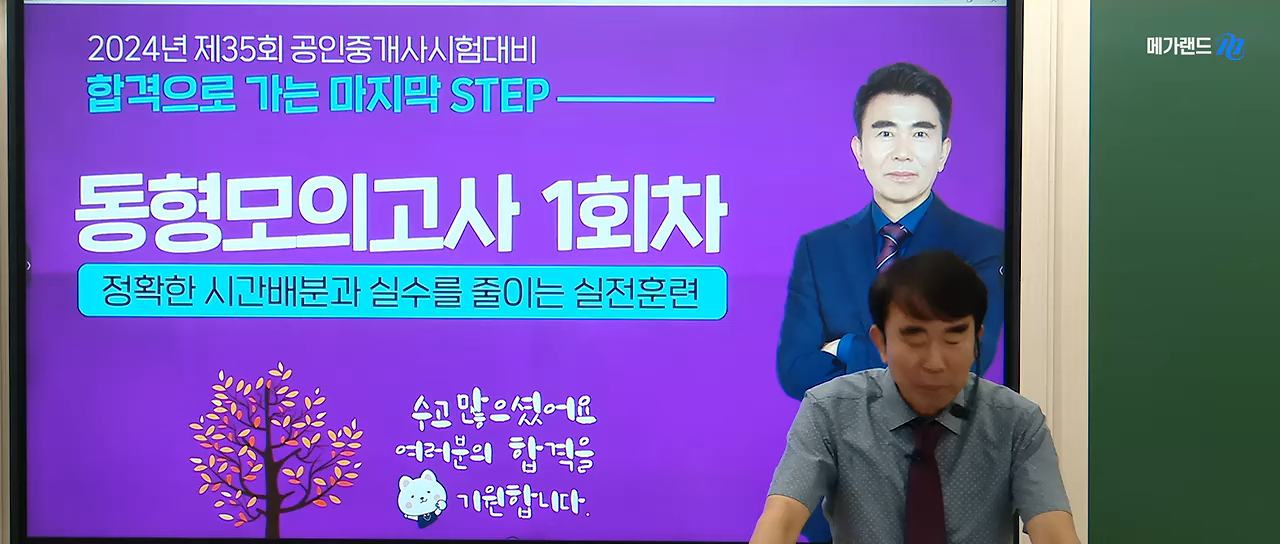 2024년 제35회 공인중개사시험대비
합격으로 가는 마지막 STEP
동형모의고사 1회차
정확한 시간배분과 실수를 줄이는 실전훈련
수고 많으셨어요
여러분의 합격을
기원합니다.
메가랜드